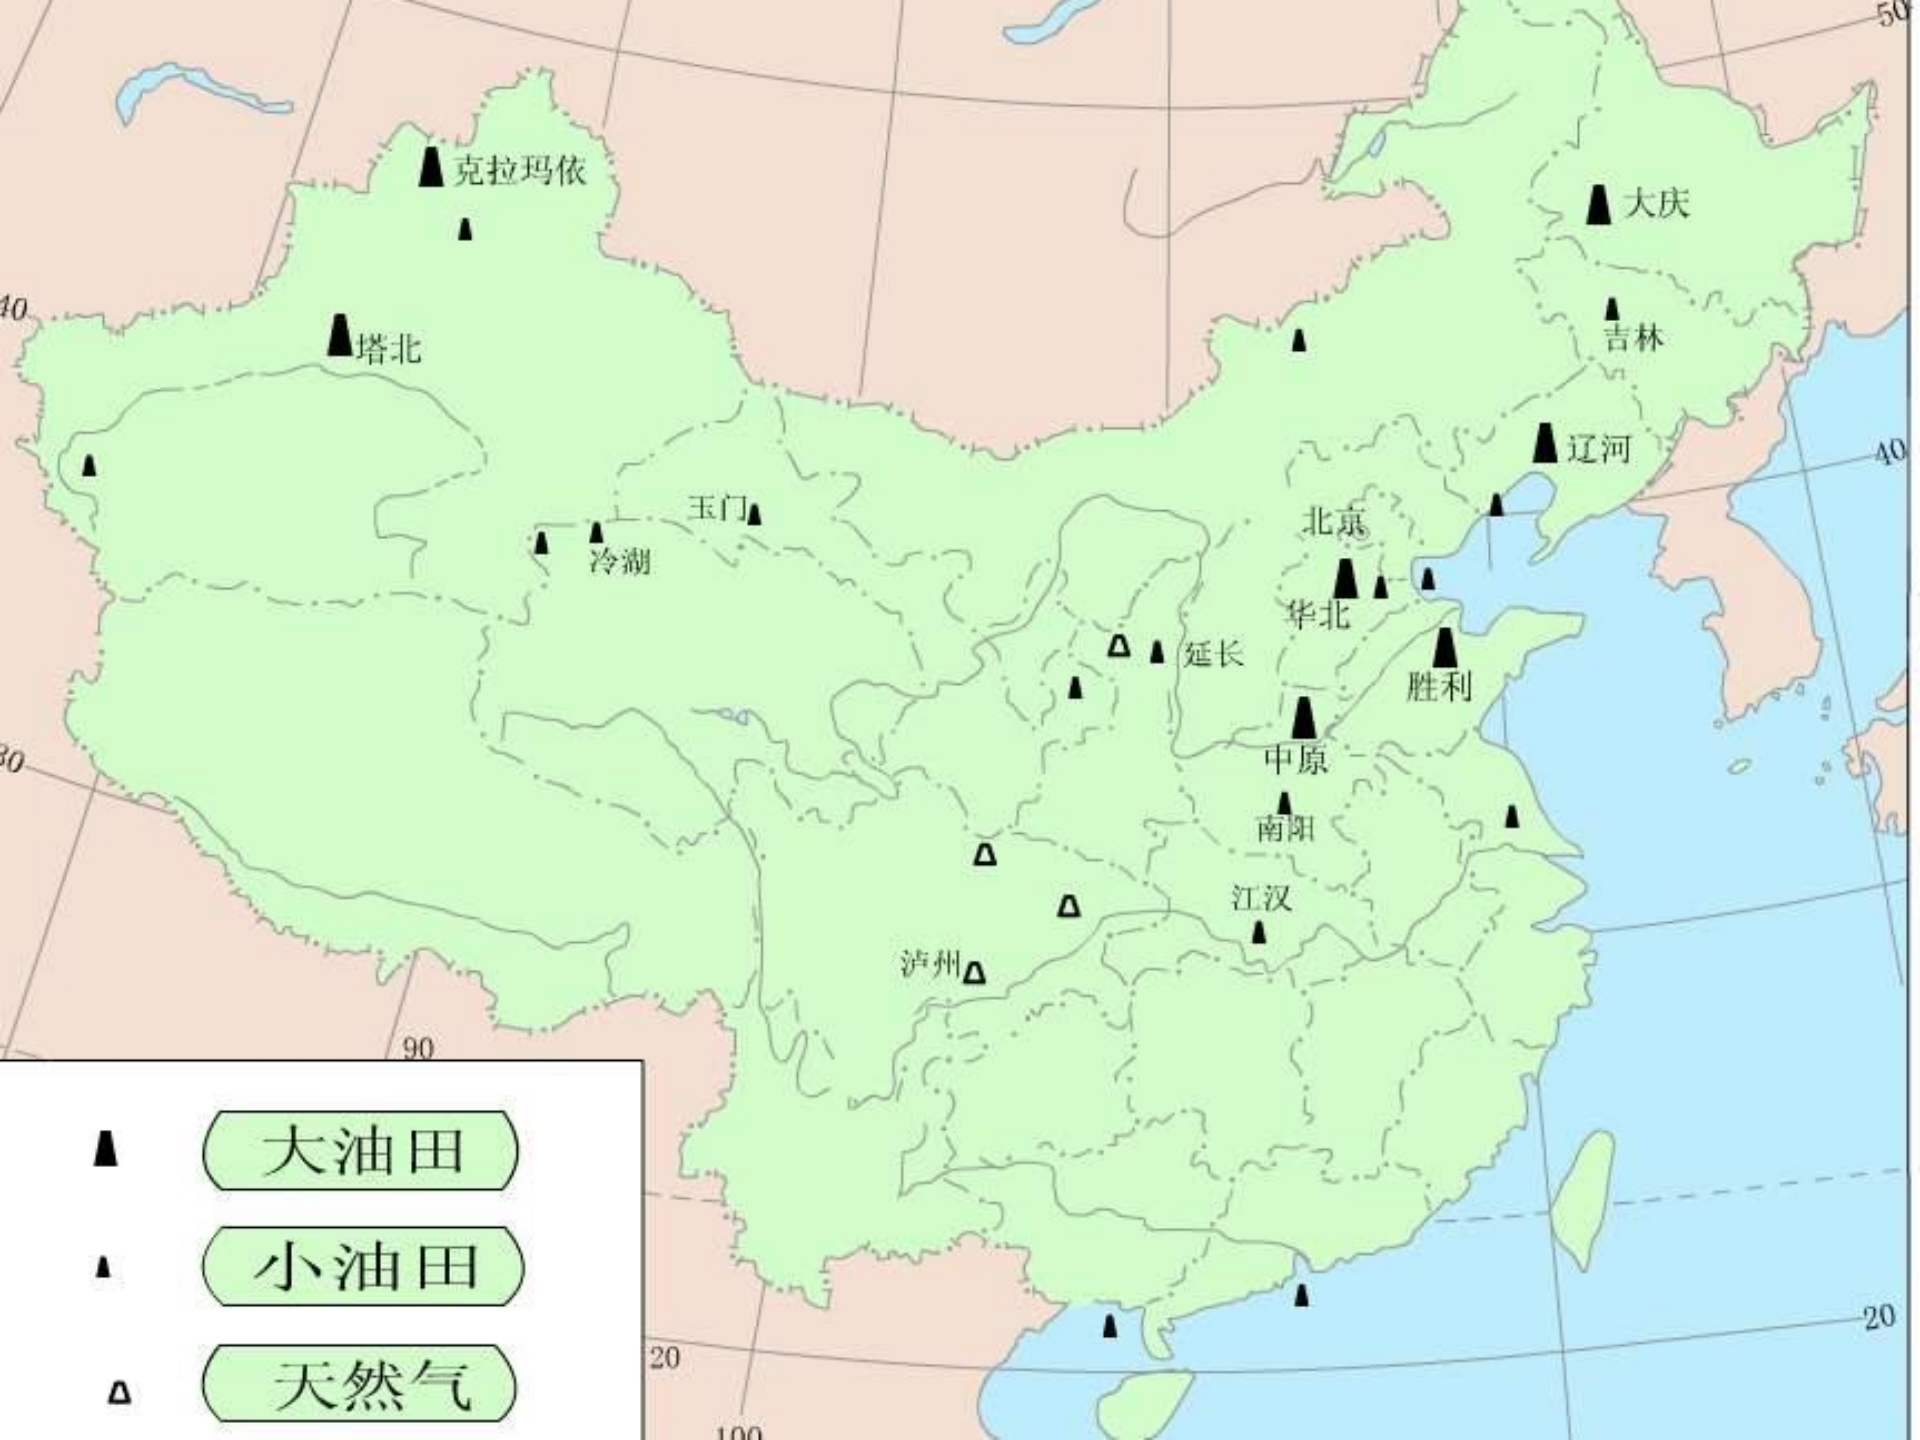 50
克拉玛依
大庆
40
吉林
塔北
辽河
40
玉门
北京
冷湖
华北
延长
胜利
中原
30
南阳
江汉
泸州
90
大油田
小油田
20
20
天然气
100